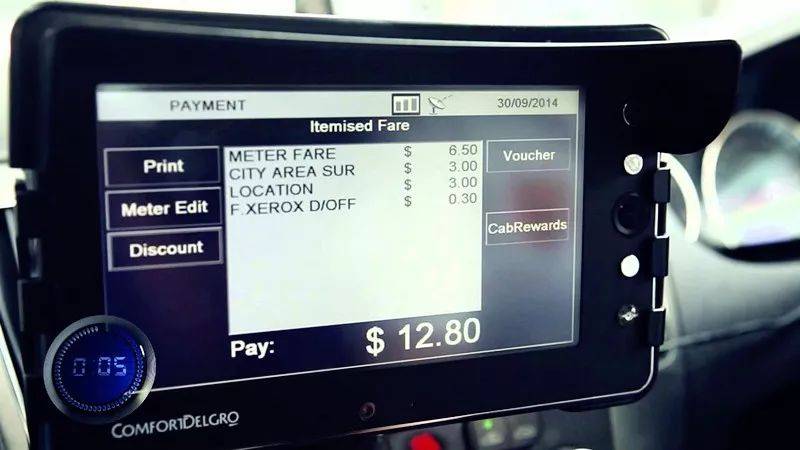 PAYMENT 30/09/2014
Itemised Fare
Print
Meter Edit
Discount
METER FARE $ 6.50
CITY AREA SUR $ 3.00
LOCATION $ 3.00
F.XEROX D/OFF $ 0.30
Voucher
CabRewards
Pay: $ 12.80
0:05
COMFORTDELGRO